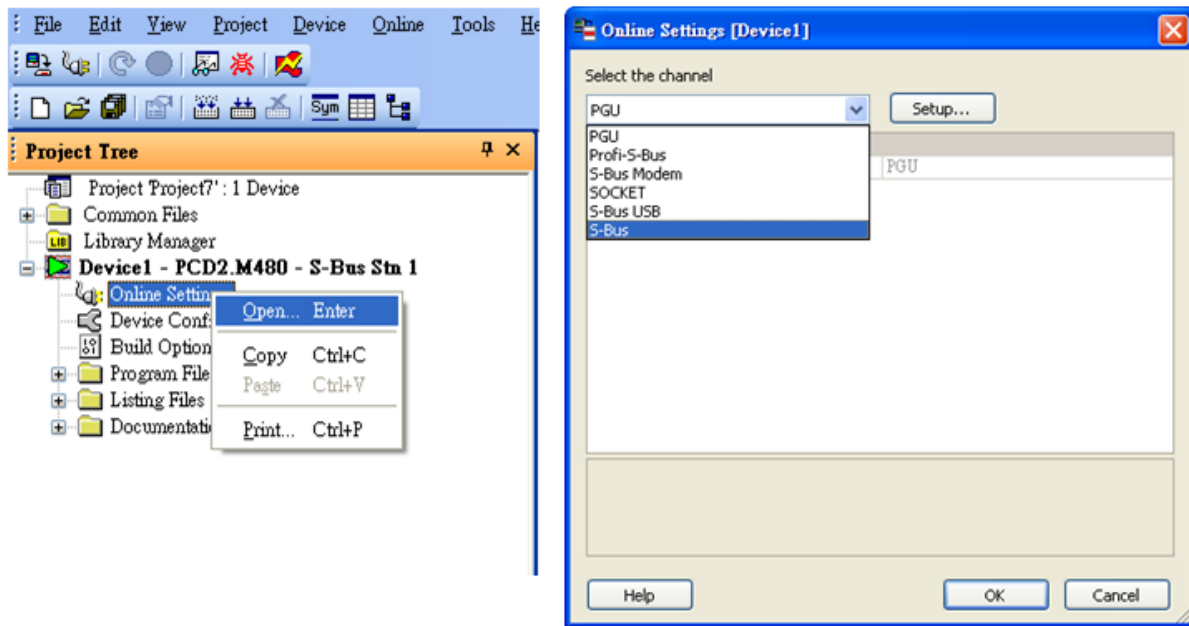 File Edit View Project Device Online Tools He
Sym
Project Tree
Project 'Project7' : 1 Device
Common Files
LIB Library Manager
Device1 - PCD2.M480 - S-Bus Stn 1
Online Settin
Device Conf
Build Option
Program File
Listing Files
Documentati
Open... Enter
Copy Ctrl+C
Paste Ctrl+V
Print... Ctrl+P
Online Settings [Device1]
Select the channel
PGU
Setup...
PGU
Profi-S-Bus
S-Bus Modem
SOCKET
S-Bus USB
S-Bus
PGU
Help OK Cancel